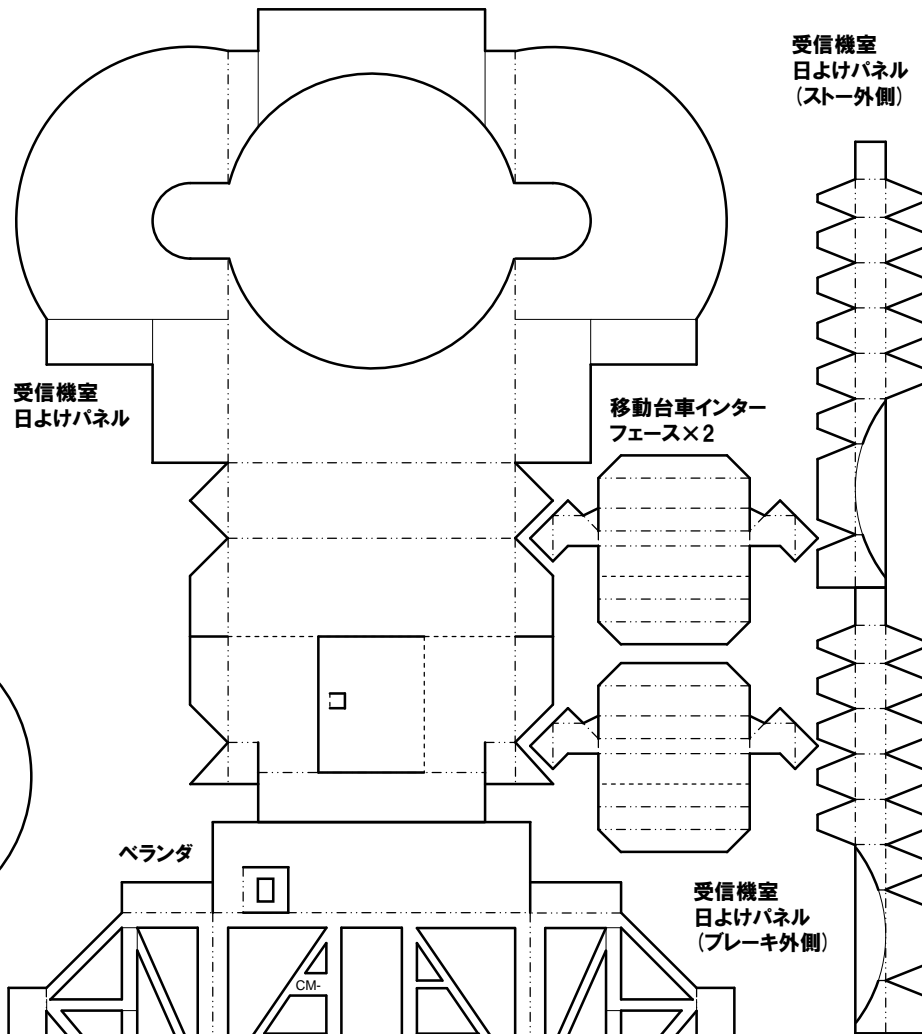 受信機室
日よけパネル
(ストー外側)
受信機室
日よけパネル
移動台車インター
フェース×2
ベランダ
受信機室
日よけパネル
(ブレーキ外側)
CM-